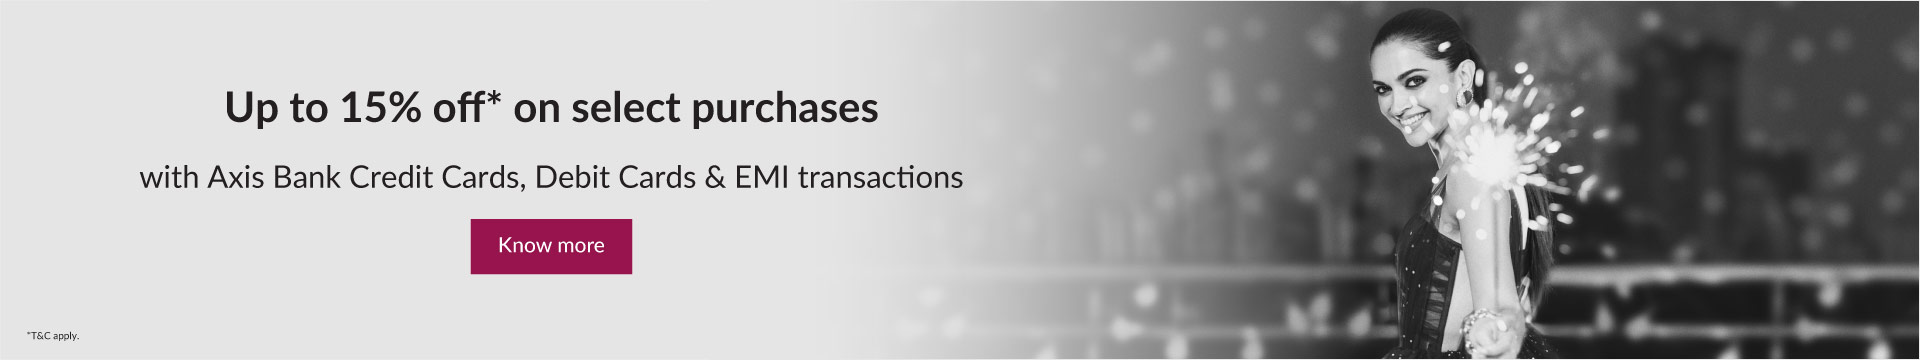 Up to 15% off* on select purchases
with Axis Bank Credit Cards, Debit Cards & EMI transactions
Know more
*T&C apply.